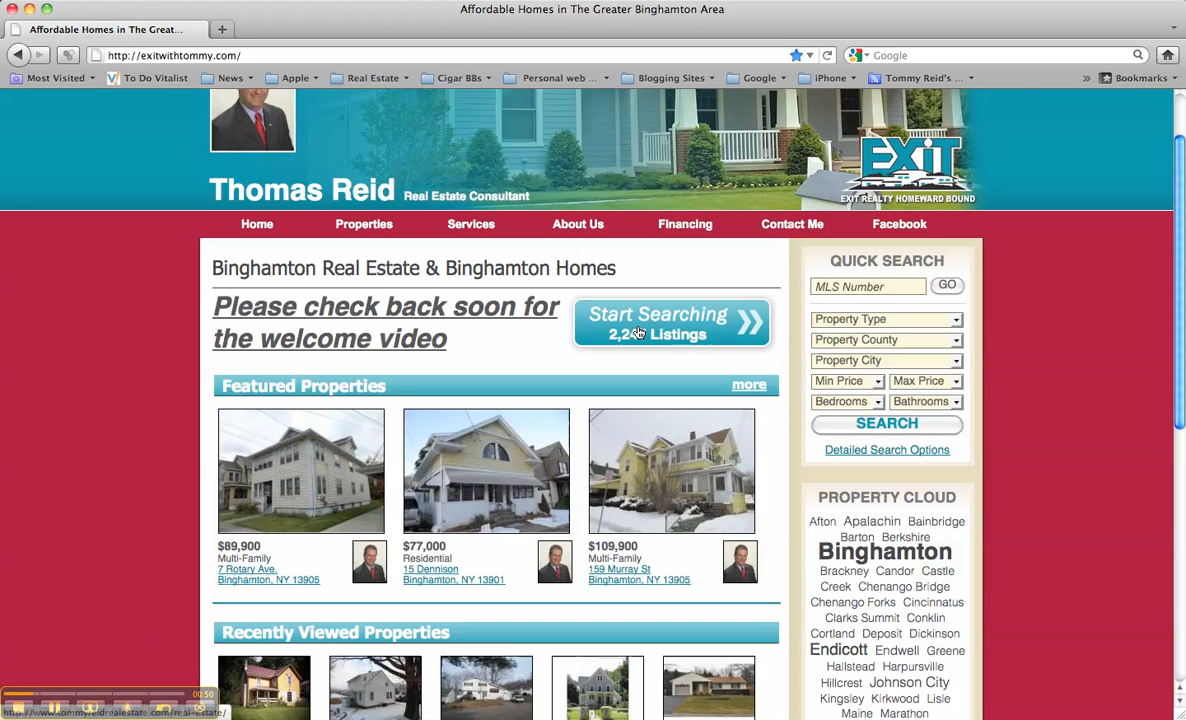 Affordable Homes in The Greater Binghamton Area
Affordable Homes in The Great...
http://exitwithtommy.com/
Google
Most Visited
To Do Vitalist
News
Apple
Real Estate
Cigar BBs
Personal web ...
Blogging Sites
Google
iPhone
Tommy Reid's ...
»
Bookmarks
EXIT
EXIT REALTY HOMEWARD BOUND
Thomas Reid Real Estate Consultant
Home Properties Services About Us Financing Contact Me Facebook
Binghamton Real Estate & Binghamton Homes
Please check back soon for
the welcome video
Start Searching
Listings
Featured Properties
more
$89,900
Multi-Family
7 Rotary Ave.
Binghamton, NY 13905
$77,000
Residential
15 Dennison
Binghamton, NY 13901
$109,900
Multi-Family
159 Murray St
Binghamton, NY 13905
Recently Viewed Properties
QUICK SEARCH
MLS Number
GO
Property Type
Property County
Property City
Min Price
Max Price
Bedrooms
Bathrooms
SEARCH
Detailed Search Options
PROPERTY CLOUD
Afton Apalachin Bainbridge
Barton Berkshire
Binghamton
Brackney Candor Castle
Creek Chenango Bridge
Chenango Forks Cincinnatus
Clarks Summit Conklin
Cortland Deposit Dickinson
Endicott Endwell Greene
Hallstead Harpursville
Hillcrest Johnson City
Kingsley Kirkwood Lisle
Maine Marathon
00:50
http://www.tommyreidrealestate.com/real-estate/